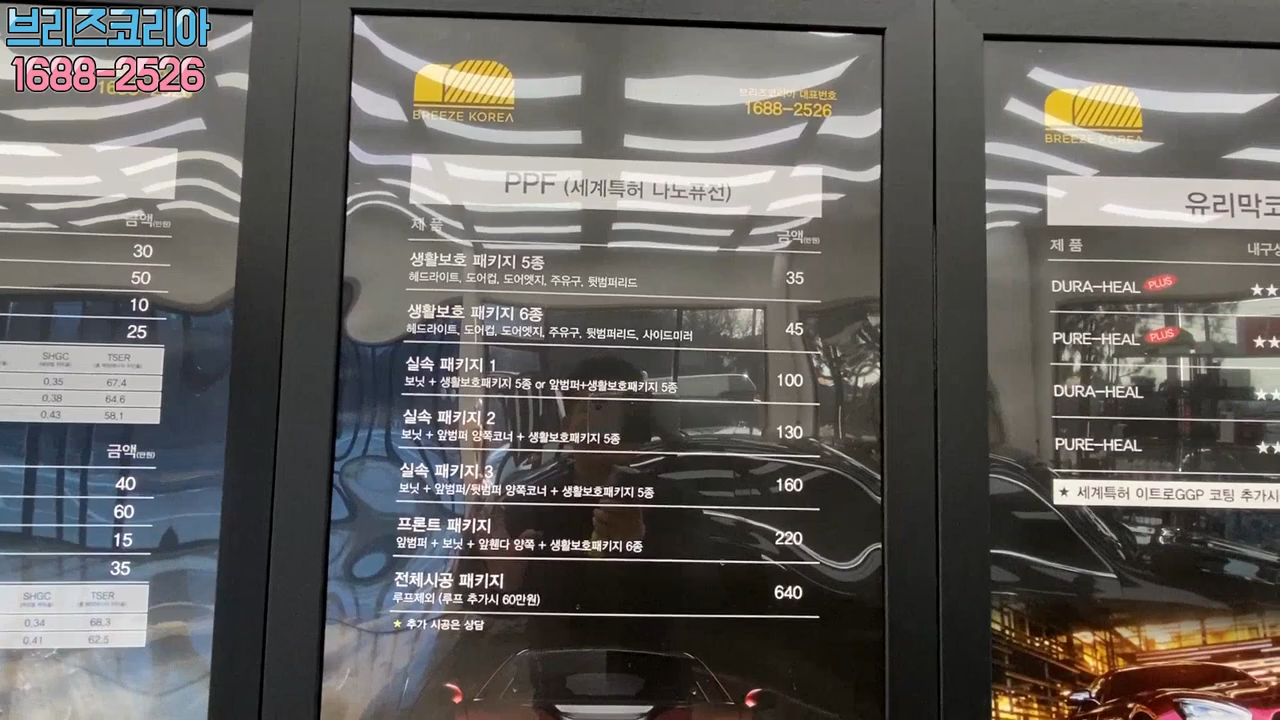 브리즈코리아
1688-2526
금액(만원)
30
50
10
25
SHGC TSER
0.35 67.4
0.38 64.6
0.43 58.1
금액(만원)
40
60
15
35
SHGC TSER
0.34 68.3
0.41 62.5
BREEZE KOREA
브리즈코리아 대표번호
1688-2526
PPF (세계특허 나노퓨전)
제 품 금액(만원)
생활보호 패키지 5종 35
헤드라이트, 도어컵, 도어엣지, 주유구, 뒷범퍼리드
생활보호 패키지 6종 45
헤드라이트, 도어컵, 도어엣지, 주유구, 뒷범퍼리드, 사이드미러
실속 패키지 1 100
보닛 + 생활보호패키지 5종 or 앞범퍼+생활보호패키지 5종
실속 패키지 2 130
보닛 + 앞범퍼 양쪽코너 + 생활보호패키지 5종
실속 패키지 3 160
보닛 + 앞범퍼/뒷범퍼 양쪽코너 + 생활보호패키지 5종
프론트 패키지 220
앞범퍼 + 보닛 + 앞휀다 양쪽 + 생활보호패키지 6종
전체시공 패키지 640
루프제외 (루프 추가시 60만원)
★ 추가 시공은 상담
BREEZE KOREA
유리막코
제 품 내구성
DURA-HEAL PLUS ★★
PURE-HEAL PLUS ★★
DURA-HEAL ★★
PURE-HEAL ★★
★ 세계특허 이트로GGP 코팅 추가시